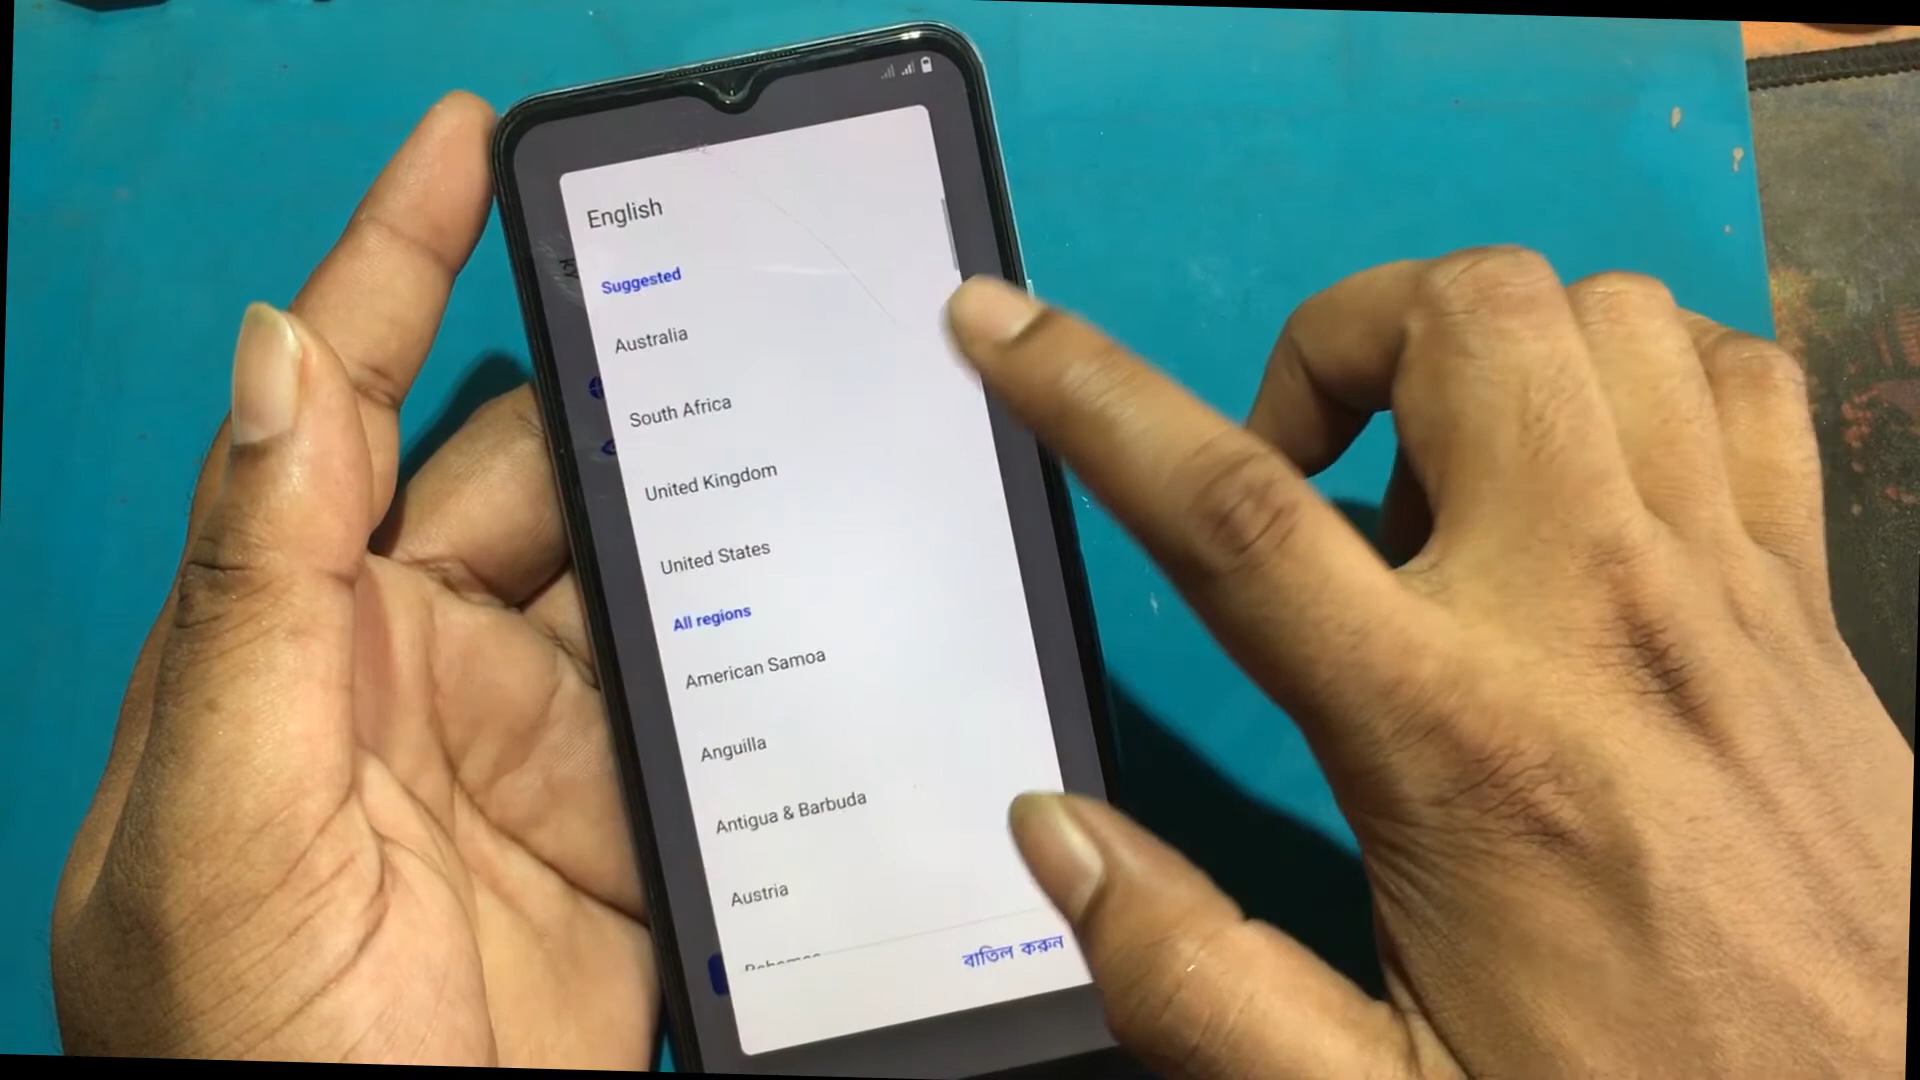 English
Suggested
Australia
South Africa
United Kingdom
United States
All regions
American Samoa
Anguilla
Antigua & Barbuda
Austria
বাতিল করুন